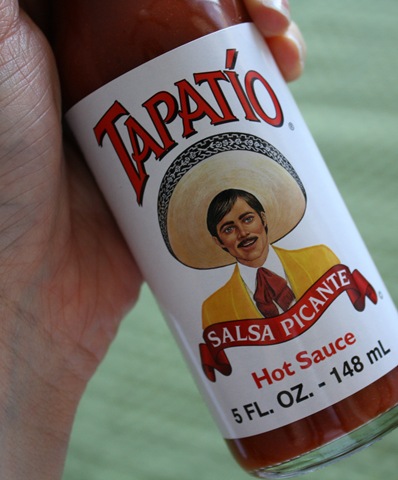 TAPATÍO®
SALSA PICANTE
Hot Sauce
5 FL. OZ. - 148 mL